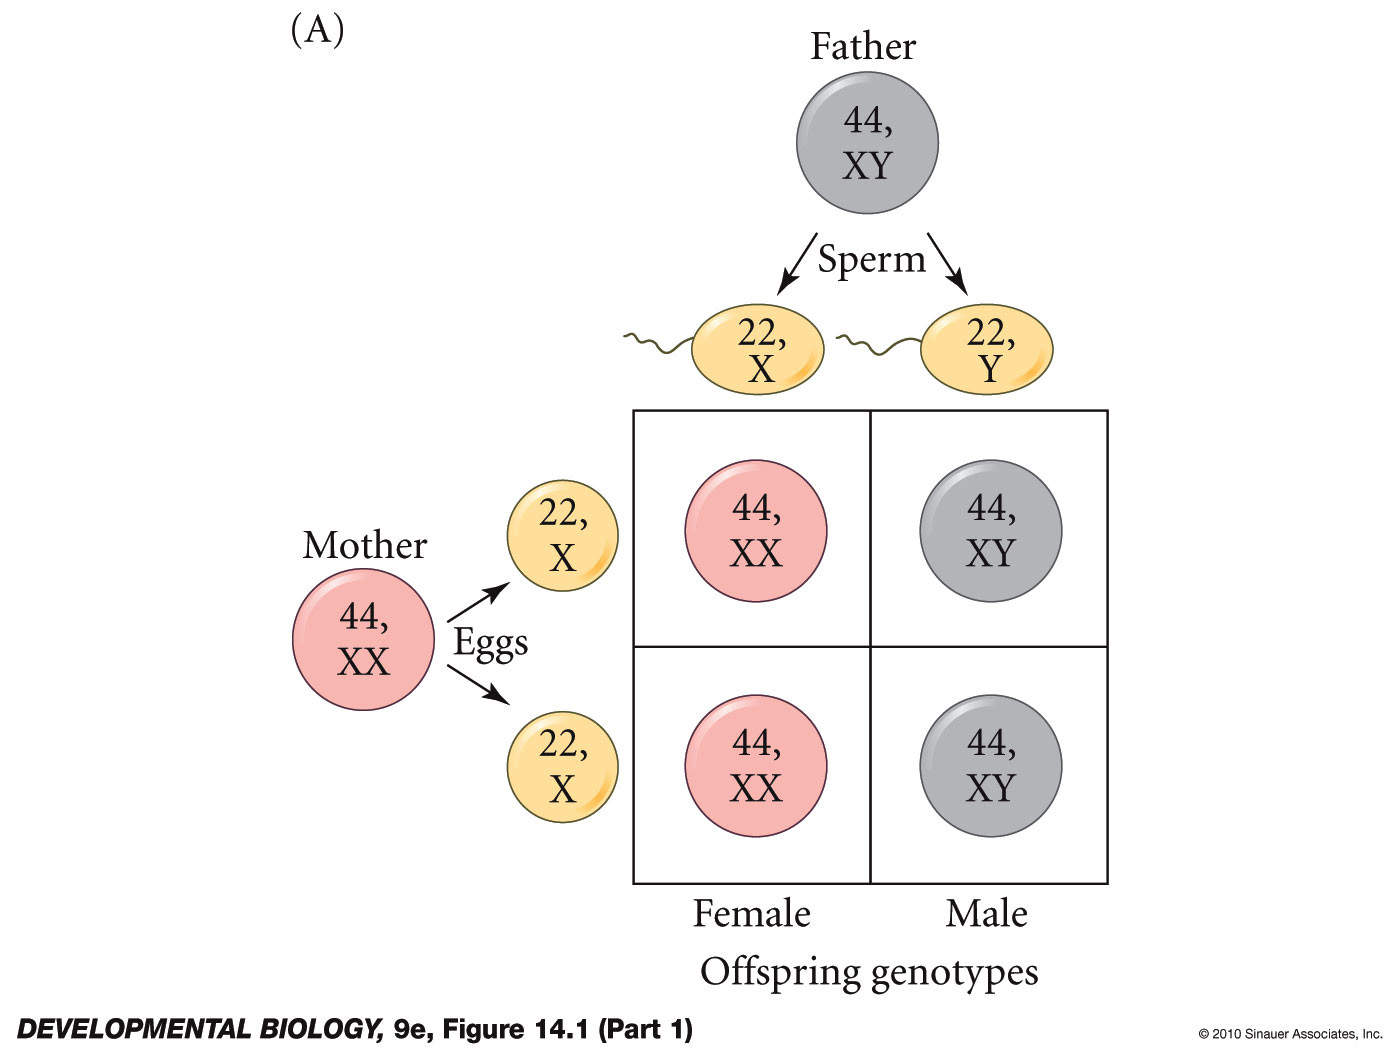 (A)
Father
44,
XY
Sperm
22,
X
22,
Y
Mother
44,
XX
Eggs
22,
X
22,
X
44,
XX
44,
XY
44,
XX
44,
XY
Female
Male
Offspring genotypes
DEVELOPMENTAL BIOLOGY, 9e, Figure 14.1 (Part 1)
© 2010 Sinauer Associates, Inc.